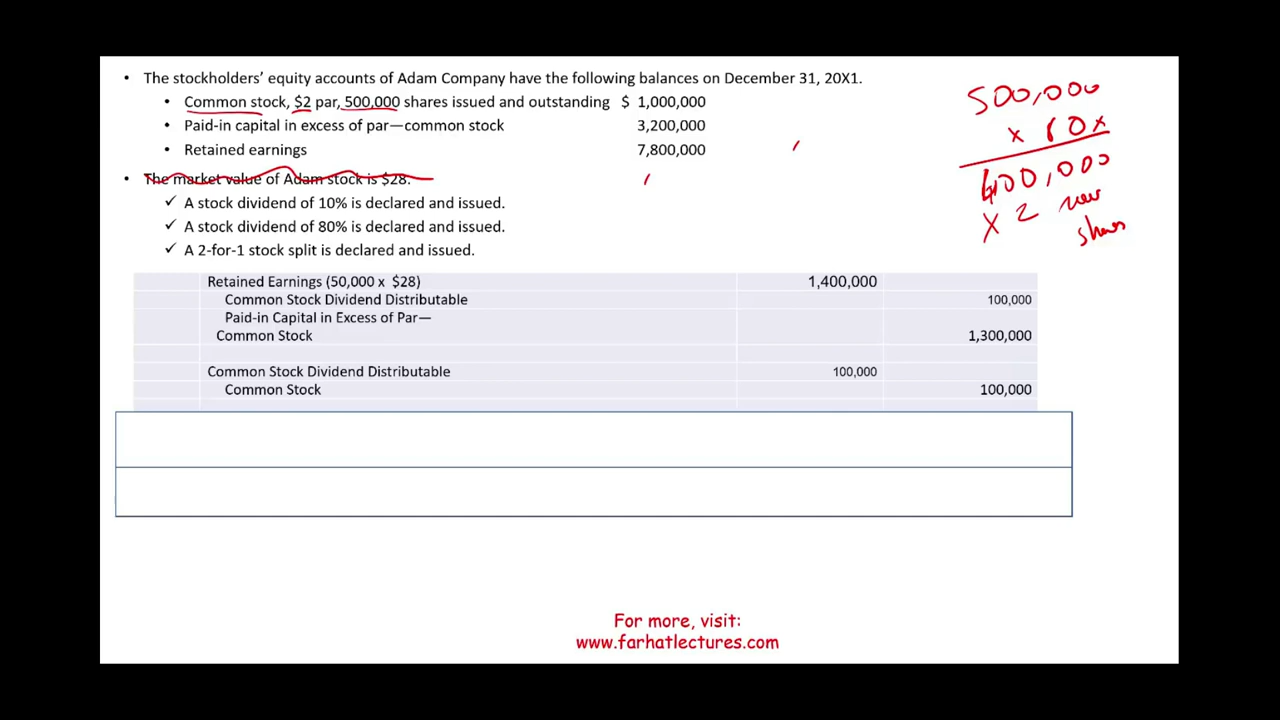 • The stockholders' equity accounts of Adam Company have the following balances on December 31, 20X1.
• Common stock, $2 par, 500,000 shares issued and outstanding $ 1,000,000
• Paid-in capital in excess of par—common stock 3,200,000
• Retained earnings 7,800,000
• The market value of Adam stock is $28.
✓ A stock dividend of 10% is declared and issued.
✓ A stock dividend of 80% is declared and issued.
✓ A 2-for-1 stock split is declared and issued.
500,000
400,000
x 2 new
shares
Retained Earnings (50,000 x $28) 1,400,000
Common Stock Dividend Distributable 100,000
Paid-in Capital in Excess of Par—
Common Stock 1,300,000
Common Stock Dividend Distributable 100,000
Common Stock 100,000
For more, visit:
www.farhatlectures.com